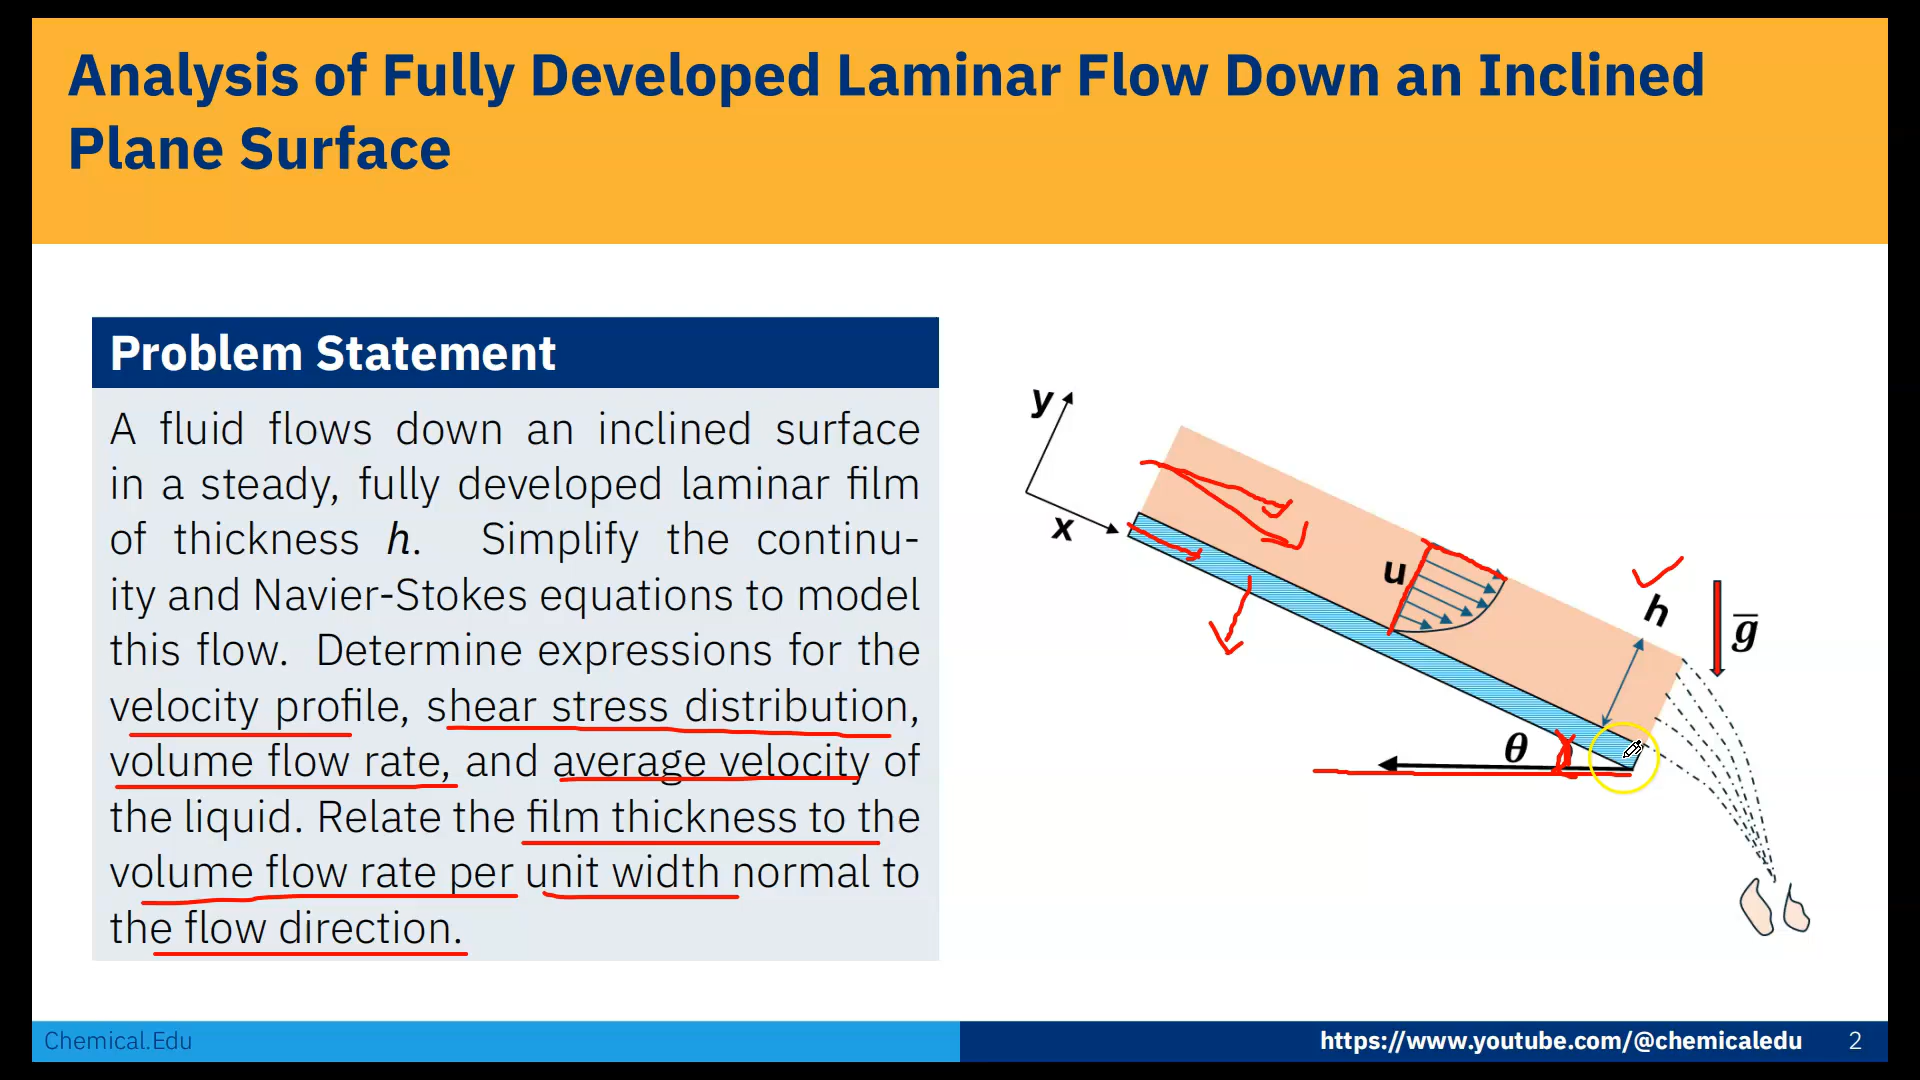 Analysis of Fully Developed Laminar Flow Down an Inclined
Plane Surface
Problem Statement
A fluid flows down an inclined surface
in a steady, fully developed laminar film
of thickness h. Simplify the continu-
ity and Navier-Stokes equations to model
this flow. Determine expressions for the
velocity profile, shear stress distribution,
volume flow rate, and average velocity of
the liquid. Relate the film thickness to the
volume flow rate per unit width normal to
the flow direction.
y
x
u
h
g̅
θ
Chemical.Edu
https://www.youtube.com/@chemicaledu 2